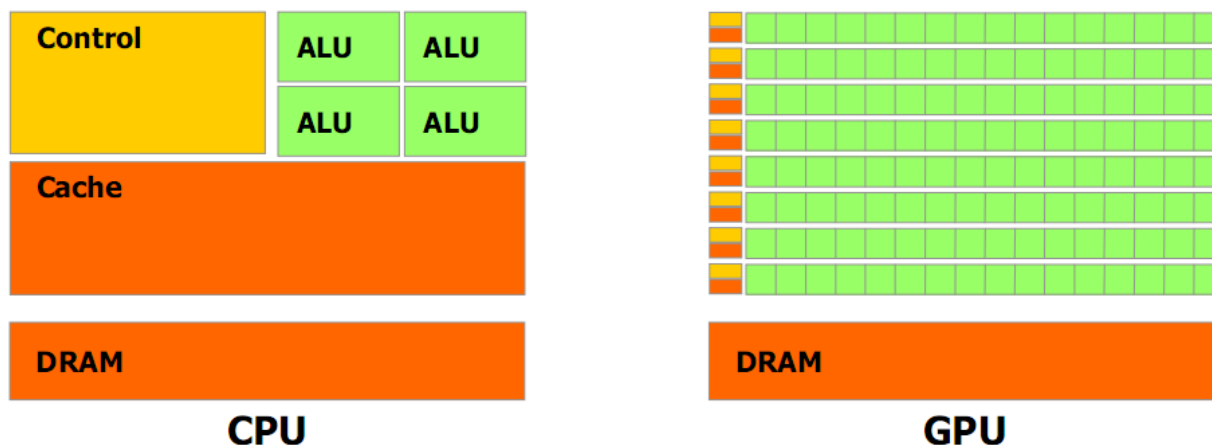 Control
ALU
ALU
ALU
ALU
Cache
DRAM
CPU
DRAM
GPU